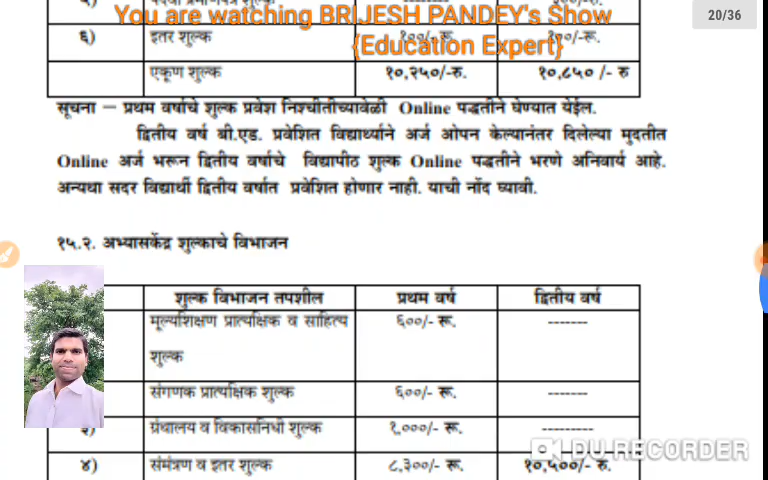 You are watching BRIJESH PANDEY's Show
20/36
{Education Expert}
६) इतर शुल्क १००/-रू. १००/-रू.
एकूण शुल्क १०,२५०/-रु. १०,८५०/- रु
सूचना – प्रथम वर्षाचे शुल्क प्रवेश निश्चीतीच्यावेळी Online पद्धतीने घेण्यात येईल.
द्वितीय वर्ष बी.एड. प्रवेशित विद्यार्थ्याने अर्ज ओपन केल्यानंतर दिलेल्या मुदतीत
Online अर्ज भरून द्वितीय वर्षाचे विद्यापीठ शुल्क Online पद्धतीने भरणे अनिवार्य आहे.
अन्यथा सदर विद्यार्थी द्वितीय वर्षात प्रवेशित होणार नाही. याची नोंद घ्यावी.
१५.२. अभ्यासकेंद्र शुल्काचे विभाजन
शुल्क विभाजन तपशील प्रथम वर्ष द्वितीय वर्ष
मूल्यशिक्षण प्रात्यक्षिक व साहित्य ६००/- रू. -------
शुल्क
संगणक प्रात्यक्षिक शुल्क ६००/- रू. -------
३) ग्रंथालय व विकासनिधी शुल्क १,०००/- रू. ---------
DU RECORDER
४) संमंत्रण व इतर शुल्क ८,३००/- रू. १०,५००/- रु.